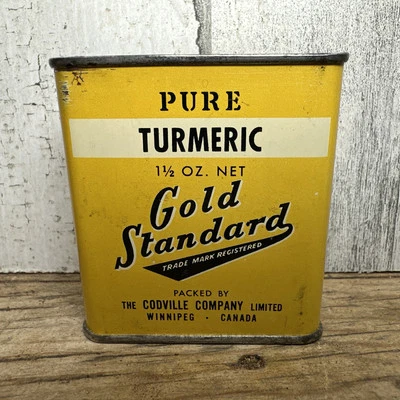 PURE
TURMERIC
1½ OZ. NET
Gold
Standard
TRADE MARK REGISTERED
PACKED BY
THE CODVILLE COMPANY LIMITED
WINNIPEG · CANADA